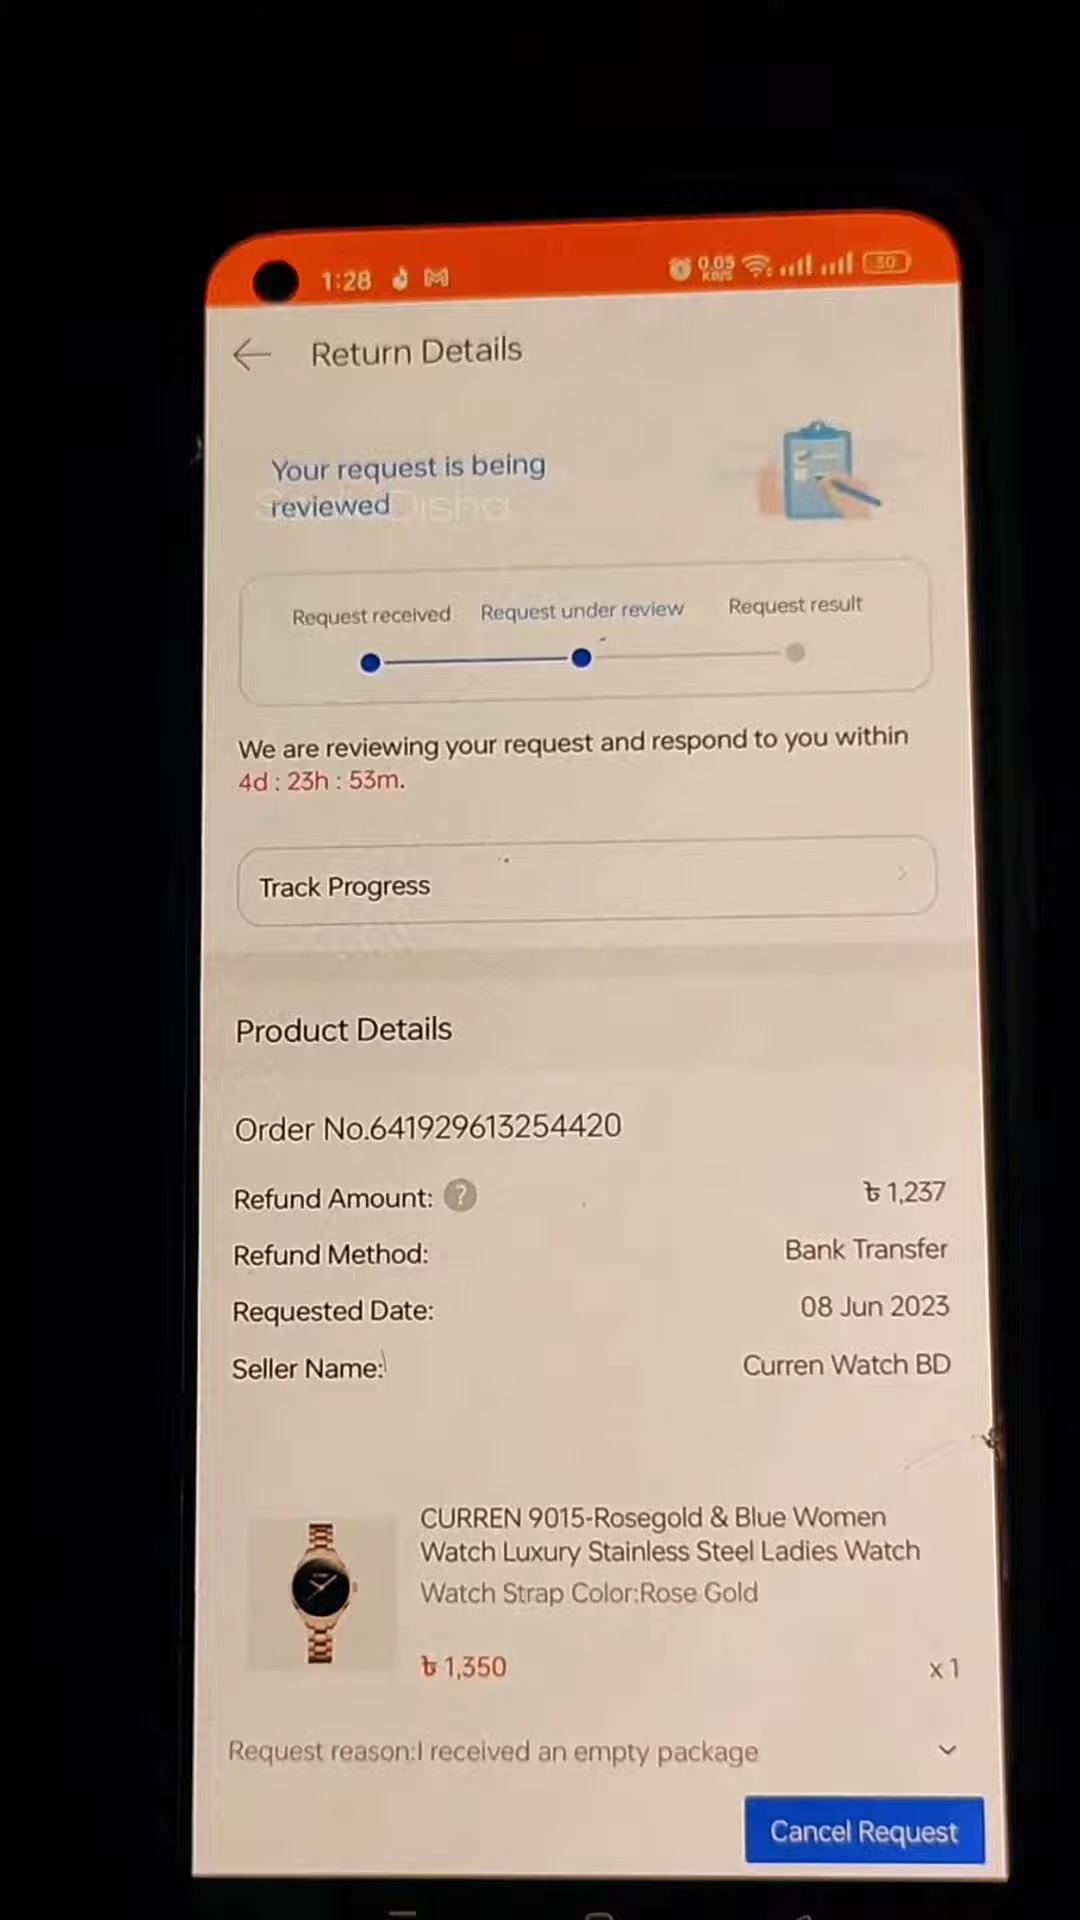 1:28
0.05
KB/s
30
Return Details
Your request is being
reviewed
Request received Request under review Request result
We are reviewing your request and respond to you within
4d : 23h : 53m.
Track Progress
Product Details
Order No.641929613254420
Refund Amount: ? ৳ 1,237
Refund Method: Bank Transfer
Requested Date: 08 Jun 2023
Seller Name: Curren Watch BD
CURREN 9015-Rosegold & Blue Women
Watch Luxury Stainless Steel Ladies Watch
Watch Strap Color:Rose Gold
৳ 1,350 x 1
Request reason:I received an empty package
Cancel Request